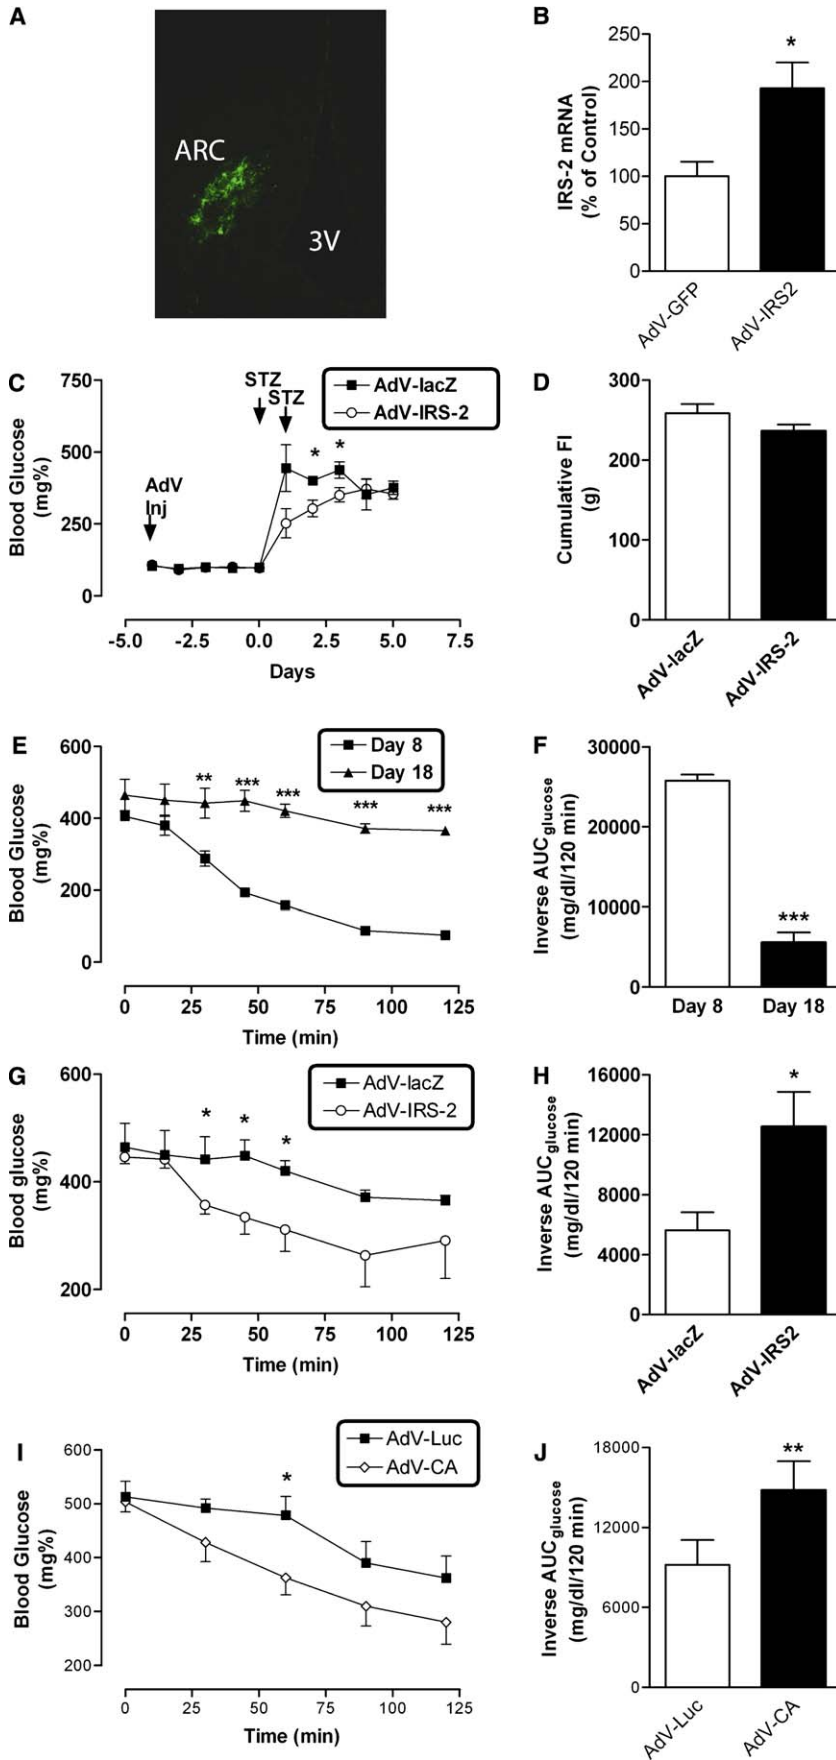 A
ARC
3V
B
IRS-2 mRNA
(% of Control)
250
200
150
100
50
0
*
AdV-GFP
AdV-IRS2
C
Blood Glucose
(mg%)
750
500
250
0
STZ
STZ
AdV
Inj
AdV-lacZ
AdV-IRS-2
* *
-5.0 -2.5 0.0 2.5 5.0 7.5
Days
D
Cumulative FI
(g)
300
200
100
0
AdV-lacZ
AdV-IRS-2
E
Blood Glucose
(mg%)
600
400
200
0
Day 8
Day 18
** *** *** *** ***
0 25 50 75 100 125
Time (min)
F
Inverse AUCglucose
(mg/dl/120 min)
30000
20000
10000
0
***
Day 8 Day 18
G
Blood glucose
(mg%)
600
400
200
AdV-lacZ
AdV-IRS-2
* * *
0 25 50 75 100 125
Time (min)
H
Inverse AUCglucose
(mg/dl/120 min)
16000
12000
8000
4000
0
*
AdV-lacZ
AdV-IRS2
I
Blood Glucose
(mg%)
600
500
400
300
200
AdV-Luc
AdV-CA
*
0 25 50 75 100 125
Time (min)
J
Inverse AUCglucose
(mg/dl/120 min)
18000
12000
6000
0
**
AdV-Luc
AdV-CA